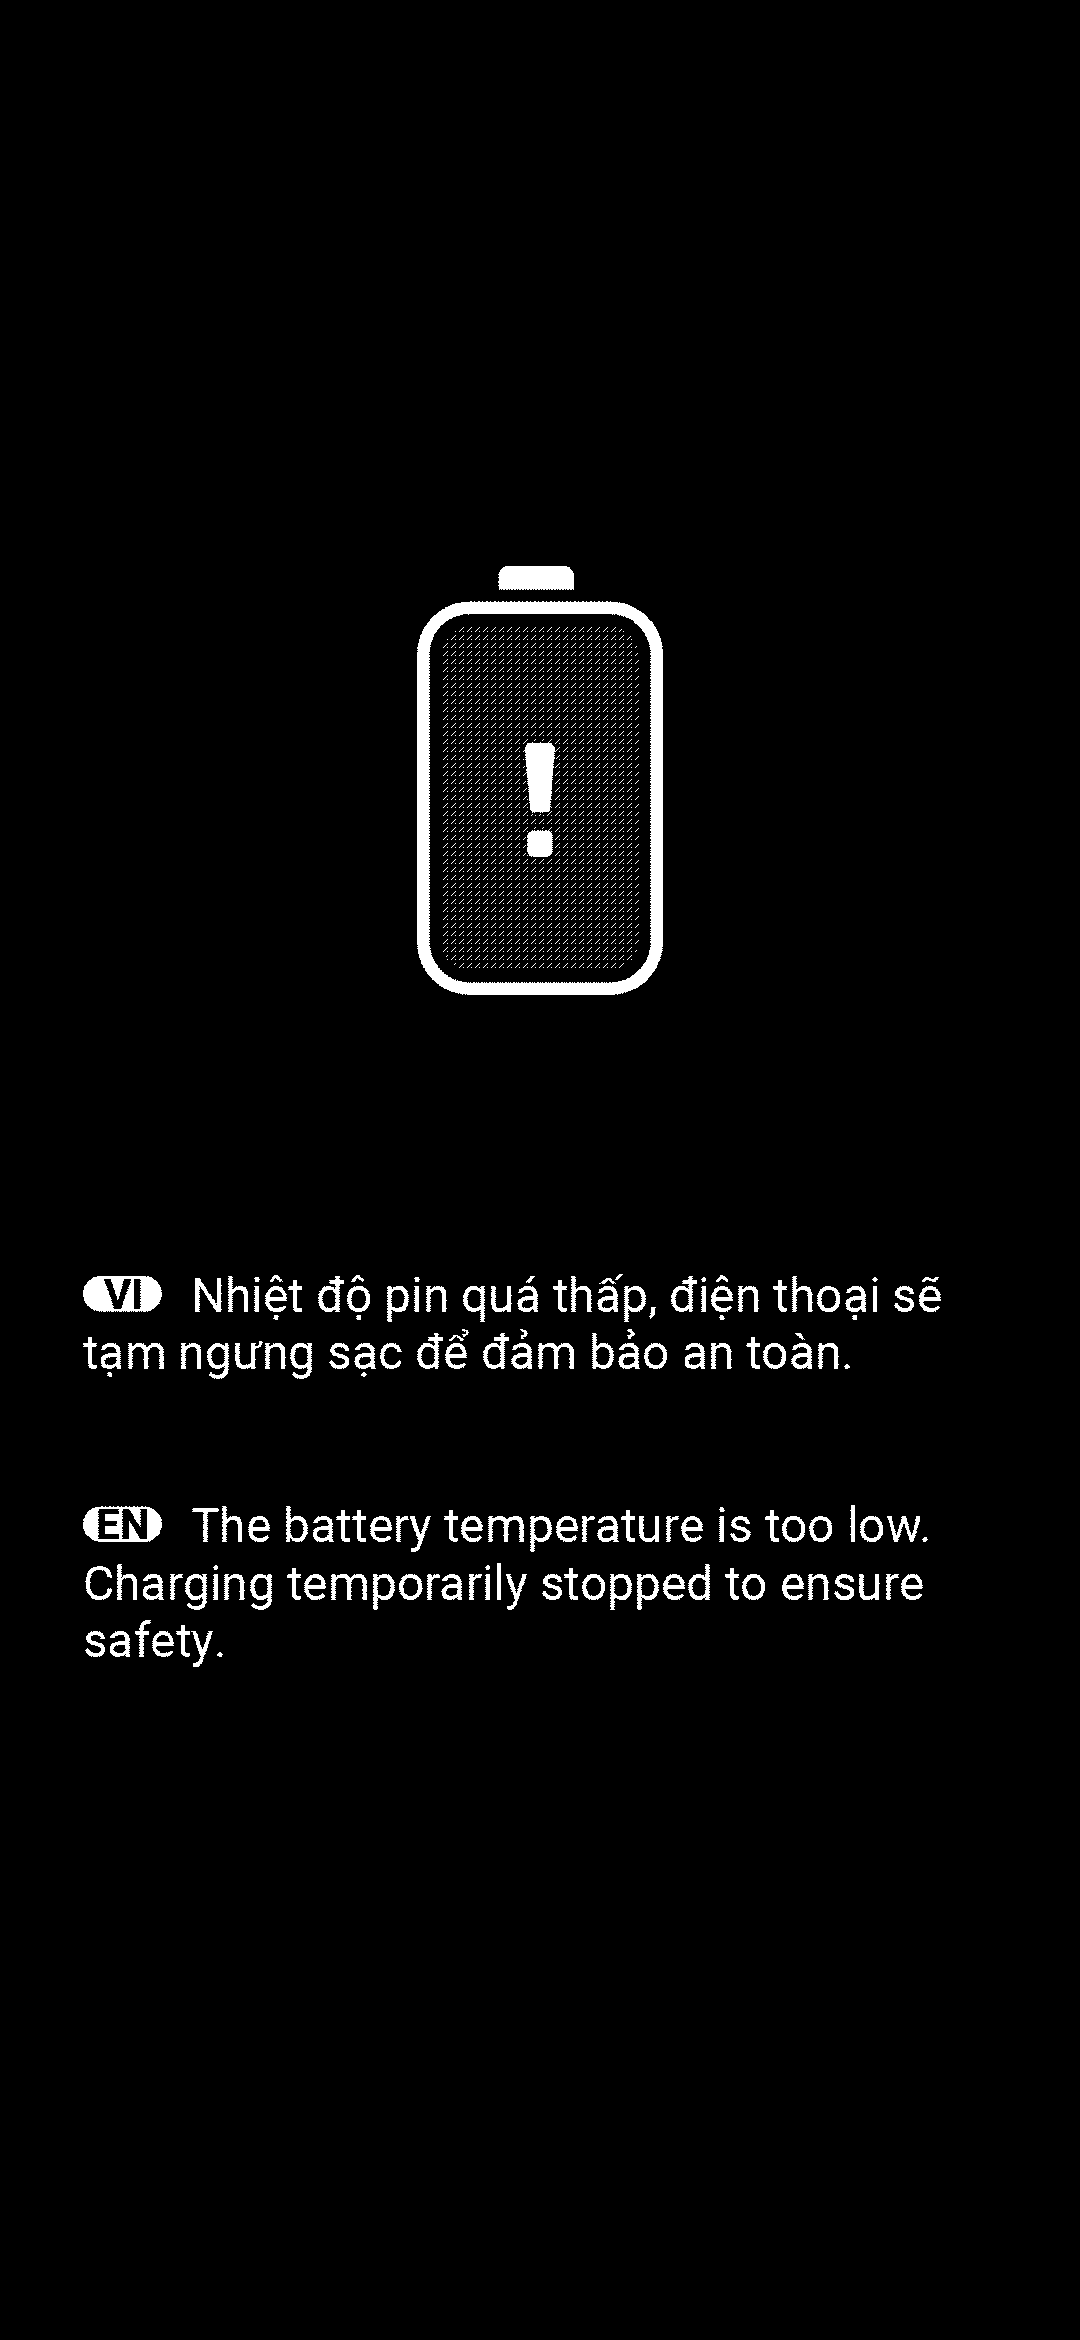 VI Nhiệt độ pin quá thấp, điện thoại sẽ
tạm ngưng sạc để đảm bảo an toàn.
EN The battery temperature is too low.
Charging temporarily stopped to ensure
safety.